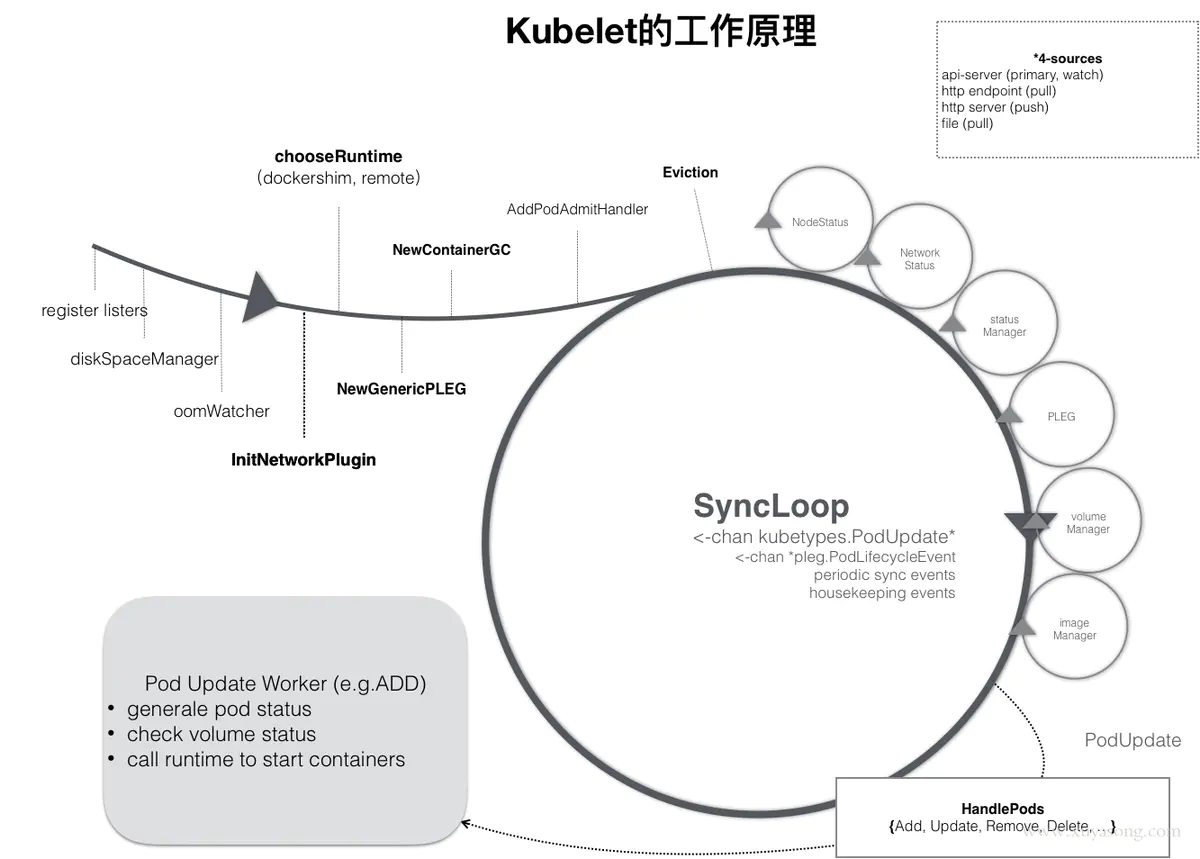 Kubelet的工作原理
*4-sources
api-server (primary, watch)
http endpoint (pull)
http server (push)
file (pull)
chooseRuntime
(dockershim, remote)
Eviction
AddPodAdmitHandler
NewContainerGC
register listers
diskSpaceManager
oomWatcher
NewGenericPLEG
InitNetworkPlugin
NodeStatus
Network
Status
status
Manager
PLEG
volume
Manager
image
Manager
SyncLoop
<-chan kubetypes.PodUpdate*
<-chan *pleg.PodLifecycleEvent
periodic sync events
housekeeping events
Pod Update Worker (e.g.ADD)
• generale pod status
• check volume status
• call runtime to start containers
PodUpdate
HandlePods
{Add, Update, Remove, Delete, ...}
www.xuyasong.com